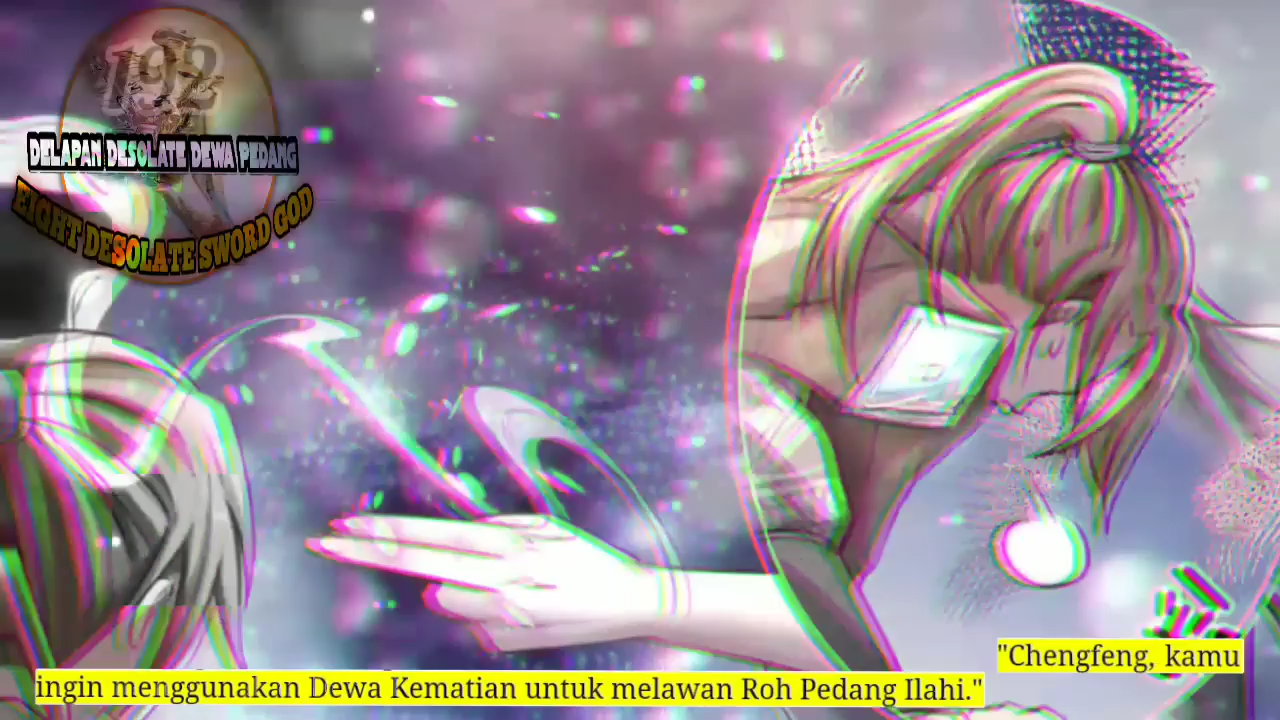 192
DELAPAN DESOLATE DEWA PEDANG
EIGHT DESOLATE SWORD GOD
"Chengfeng, kamu
ingin menggunakan Dewa Kematian untuk melawan Roh Pedang Ilahi."